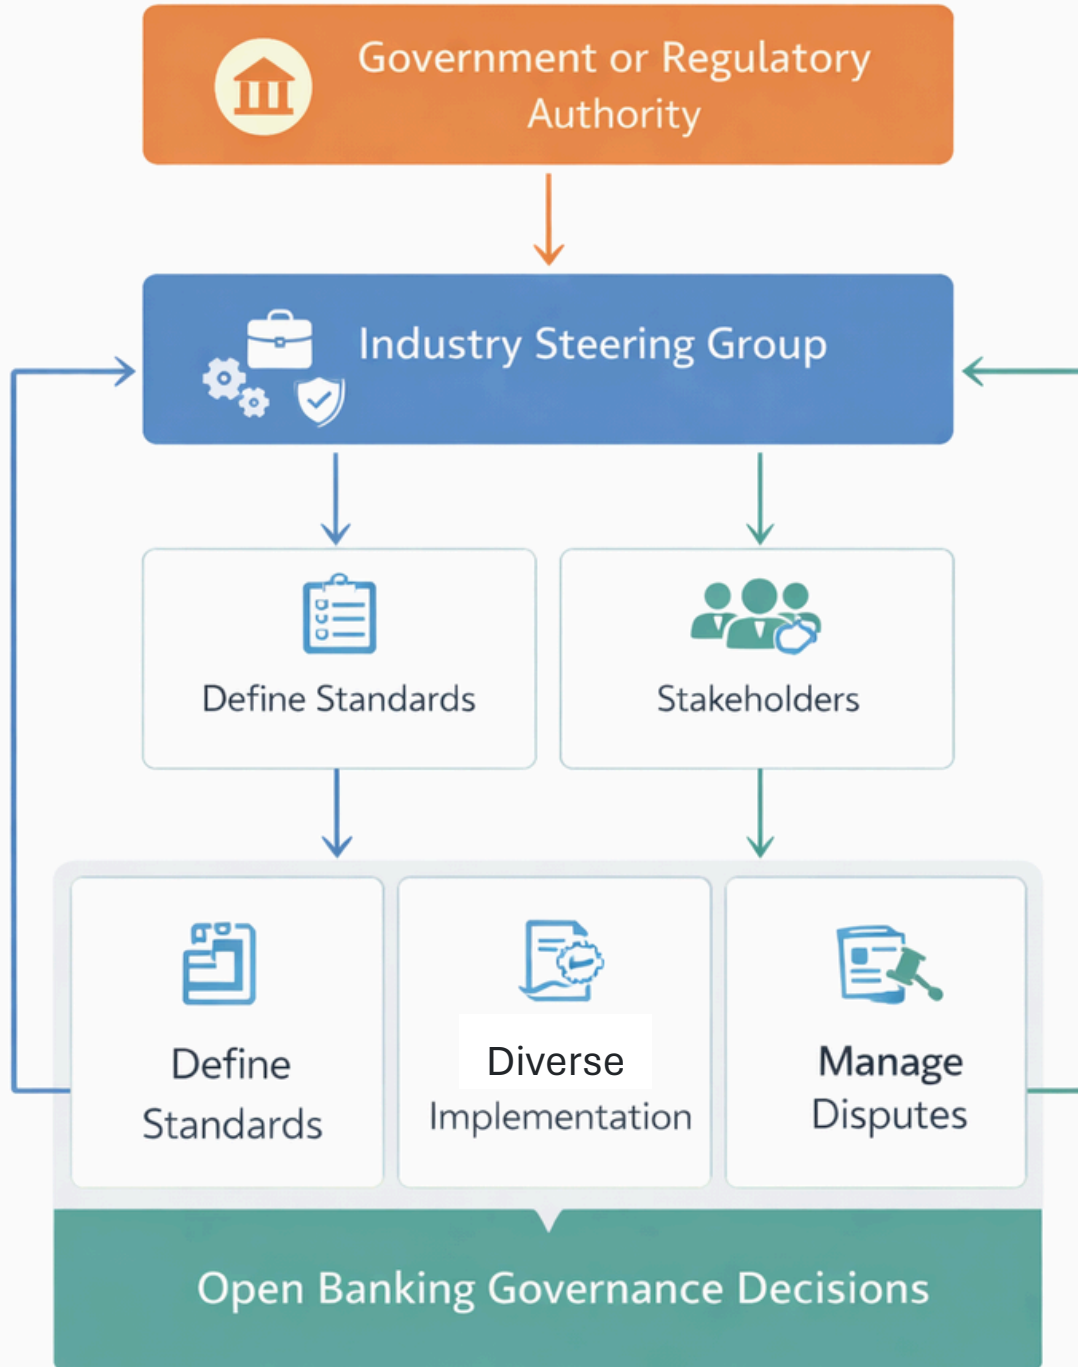 Government or Regulatory
Authority
Industry Steering Group
Define Standards
Stakeholders
Define
Standards
Diverse
Implementation
Manage
Disputes
Open Banking Governance Decisions